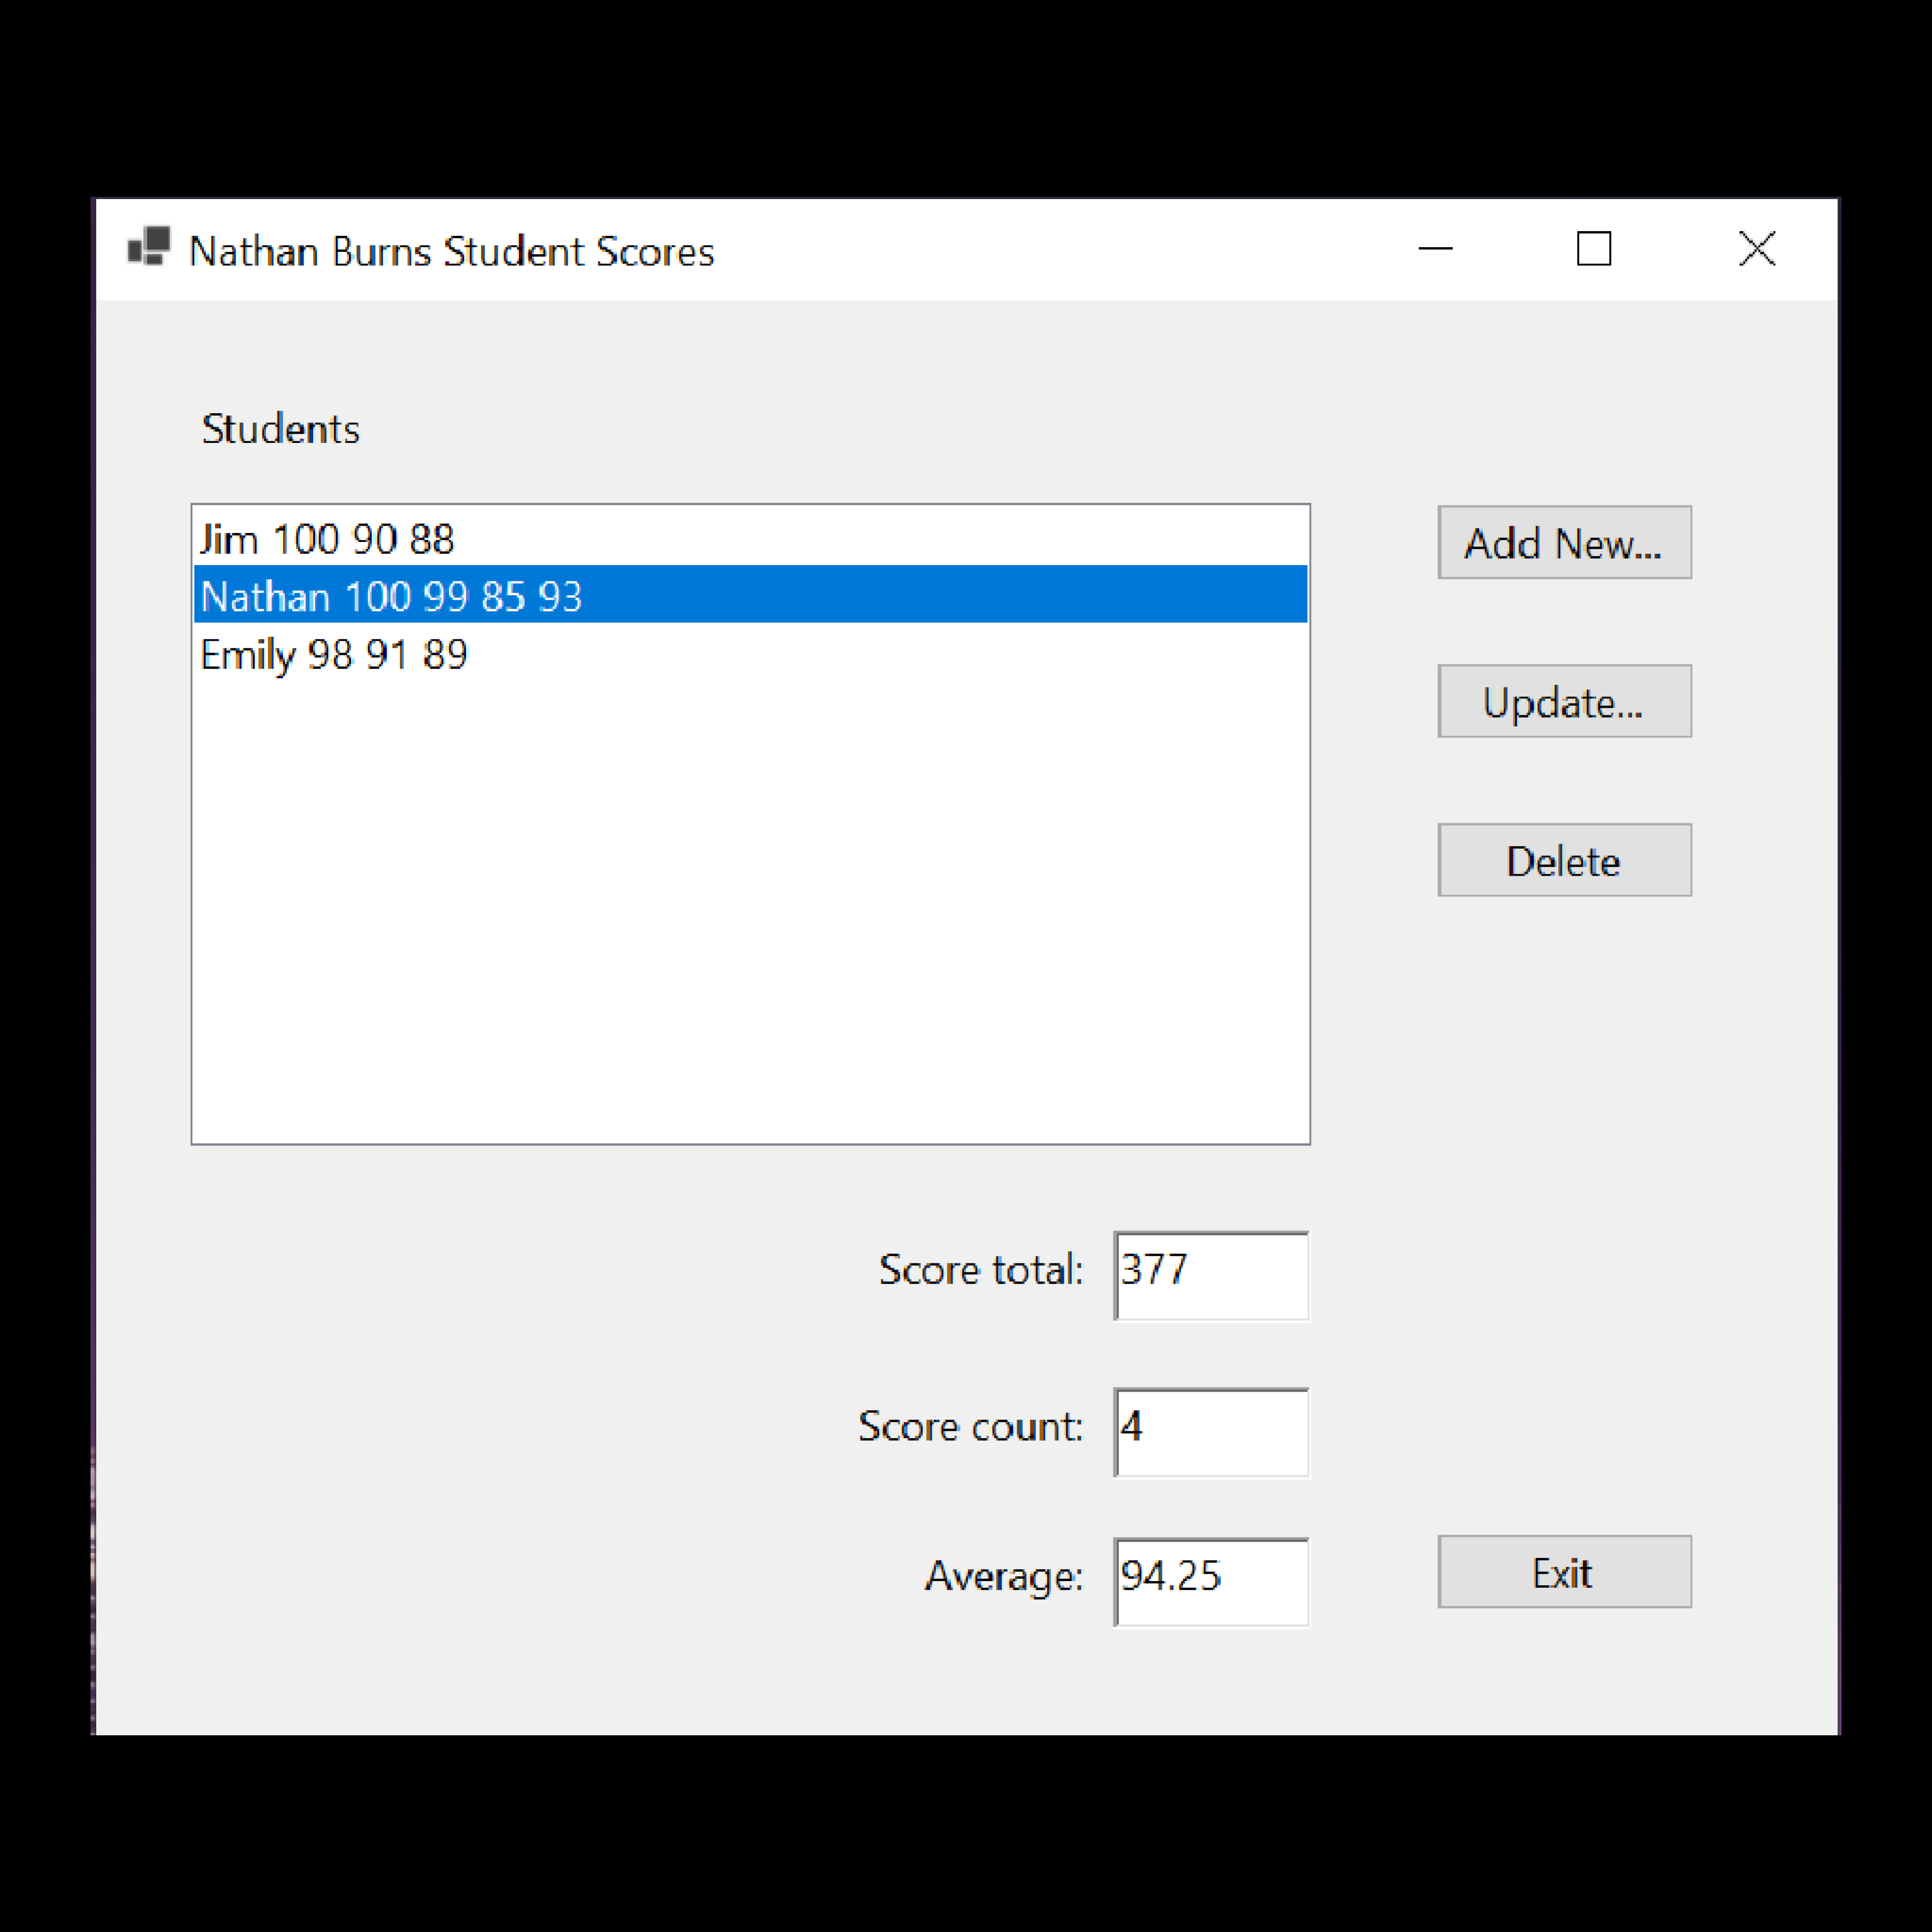 Nathan Burns Student Scores
Students
Jim 100 90 88
Nathan 100 99 85 93
Emily 98 91 89
Add New...
Update...
Delete
Score total: 377
Score count: 4
Average: 94.25
Exit